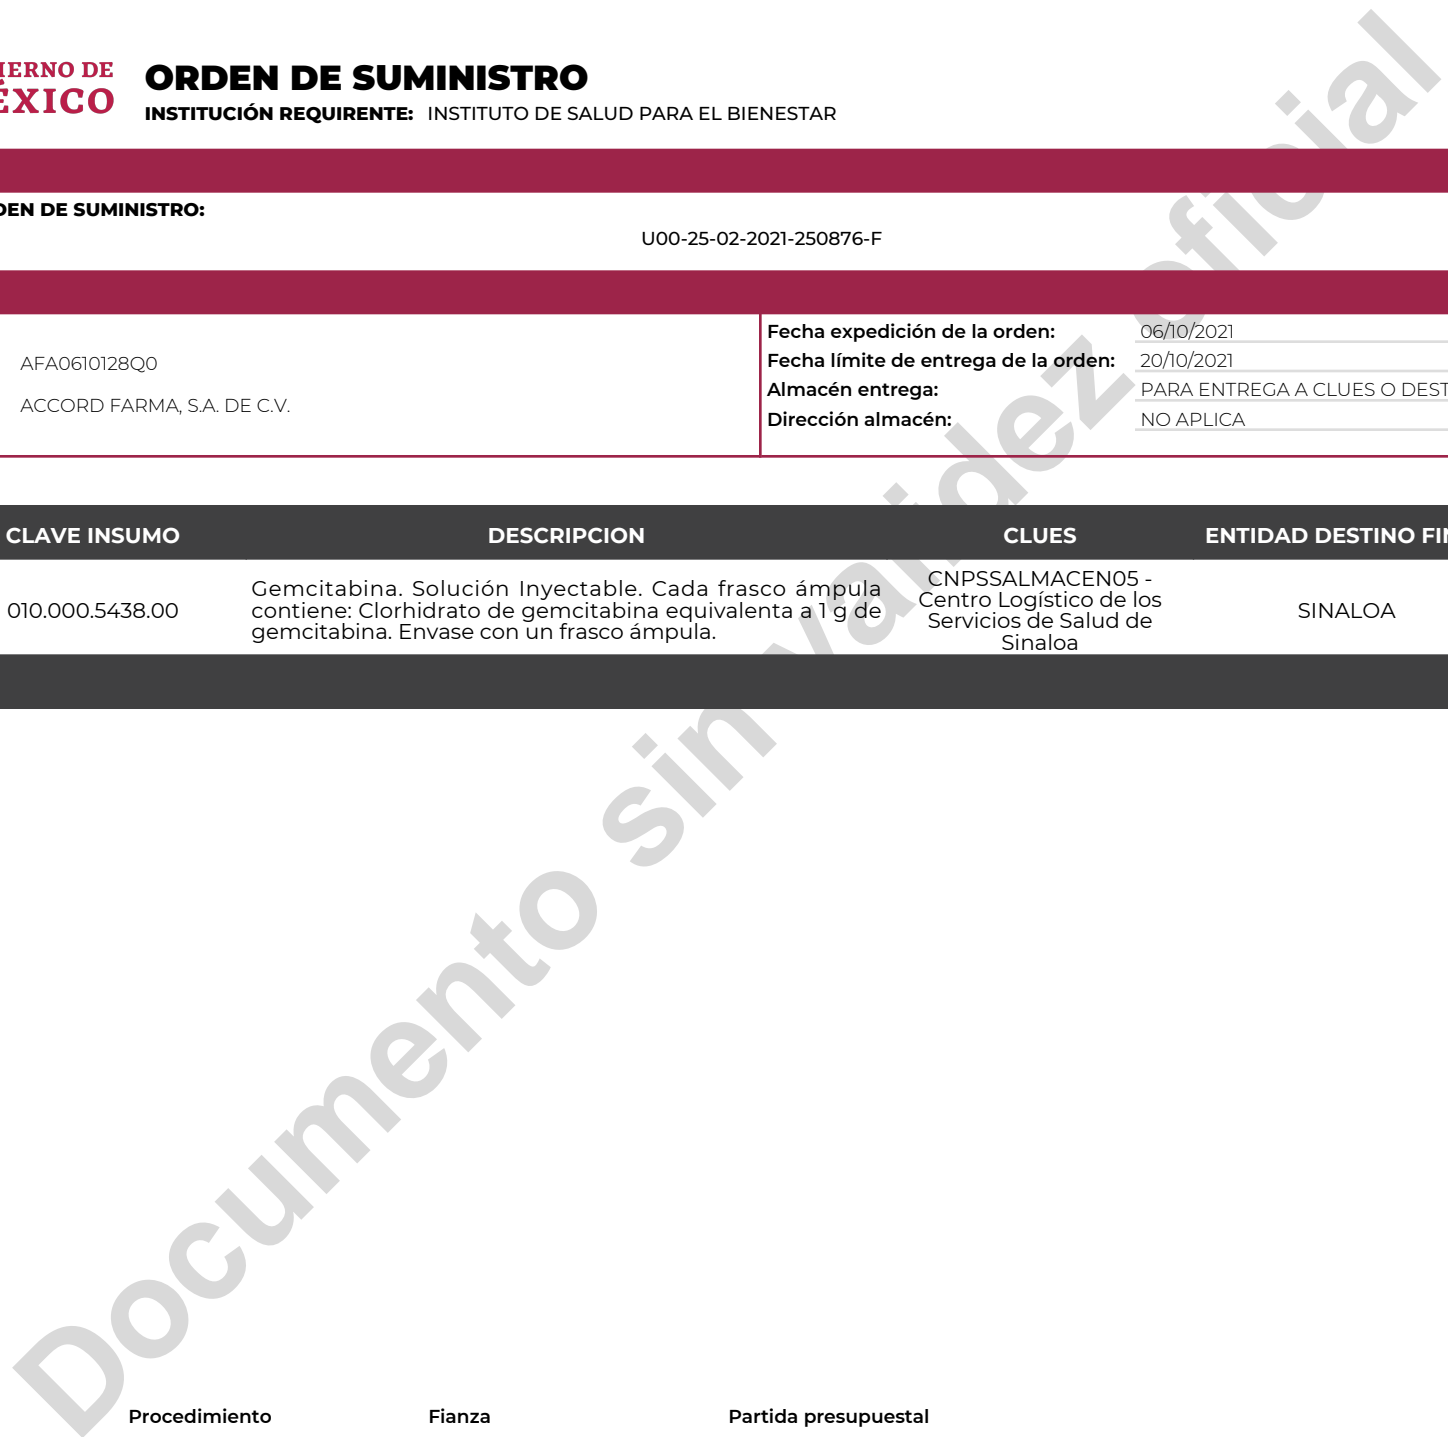 IERNO DE
ÉXICO
ORDEN DE SUMINISTRO
INSTITUCIÓN REQUIRENTE: INSTITUTO DE SALUD PARA EL BIENESTAR
DEN DE SUMINISTRO:
U00-25-02-2021-250876-F
AFA0610128Q0
ACCORD FARMA, S.A. DE C.V.
Fecha expedición de la orden: 06/10/2021
Fecha límite de entrega de la orden: 20/10/2021
Almacén entrega: PARA ENTREGA A CLUES O DEST
Dirección almacén: NO APLICA
CLAVE INSUMO DESCRIPCION CLUES ENTIDAD DESTINO FIN
010.000.5438.00
Gemcitabina. Solución Inyectable. Cada frasco ámpula
contiene: Clorhidrato de gemcitabina equivalenta a 1 g de
gemcitabina. Envase con un frasco ámpula.
CNPSSALMACEN05 -
Centro Logístico de los
Servicios de Salud de
Sinaloa
SINALOA
Documento sin validez oficial
Procedimiento Fianza Partida presupuestal